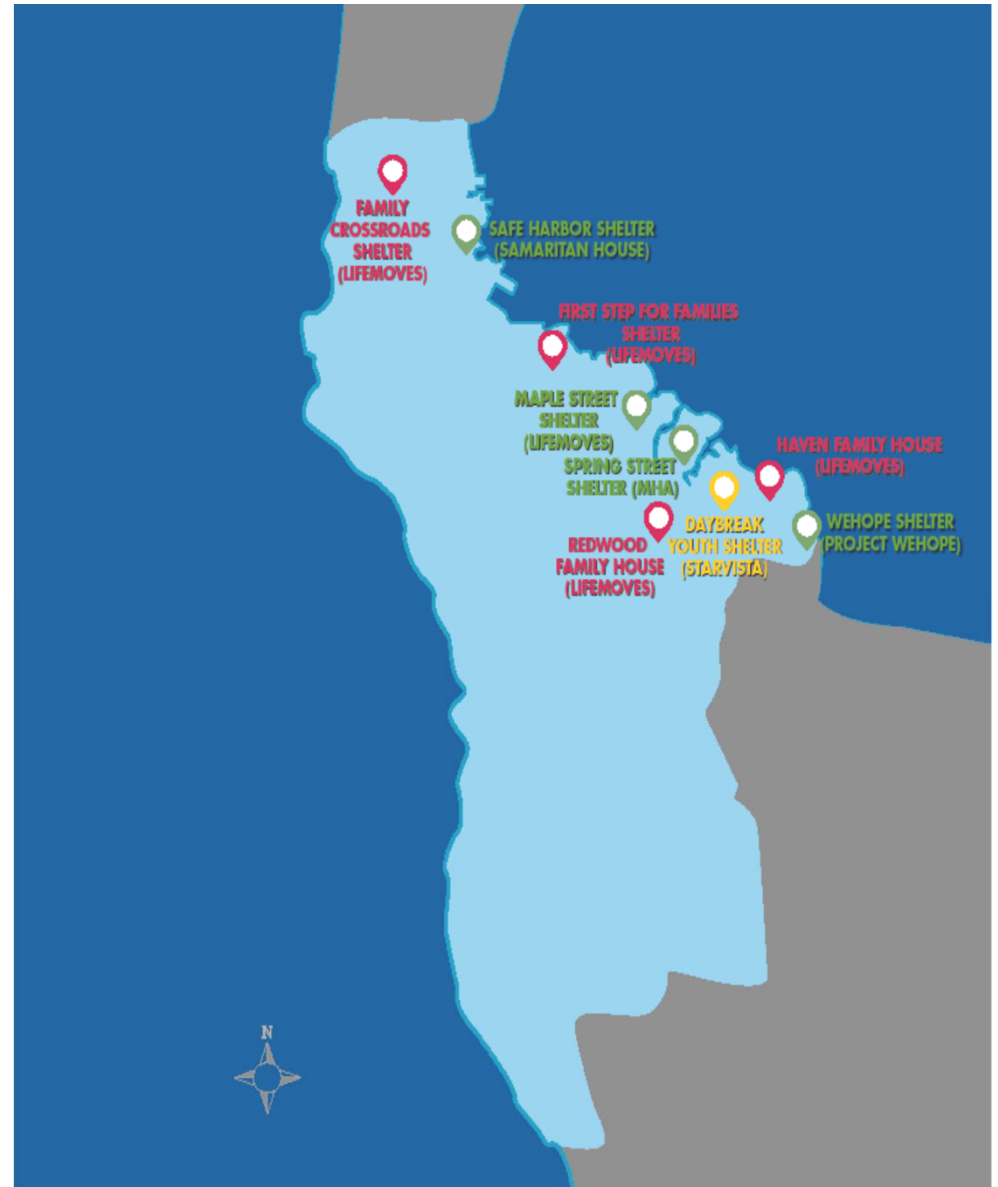 FAMILY
CROSSROADS
SHELTER
(LIFEMOVES)
SAFE HARBOR SHELTER
(SAMARITAN HOUSE)
FIRST STEP FOR FAMILIES
SHELTER
(LIFEMOVES)
MAPLE STREET
SHELTER
(LIFEMOVES)
SPRING STREET
SHELTER (MHA)
HAVEN FAMILY HOUSE
(LIFEMOVES)
REDWOOD
FAMILY HOUSE
(LIFEMOVES)
DAYBREAK
YOUTH SHELTER
(STARVISTA)
WEHOPE SHELTER
(PROJECT WEHOPE)
N